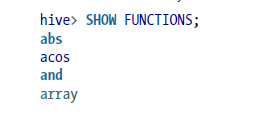 hive> SHOW FUNCTIONS;
abs
acos
and
array